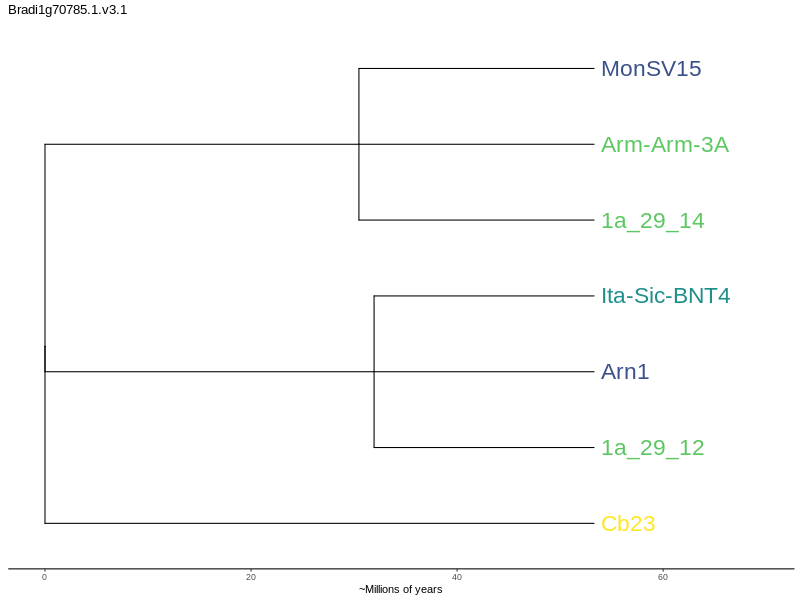 Bradi1g70785.1.v3.1
MonSV15
Arm-Arm-3A
1a_29_14
Ita-Sic-BNT4
Arn1
1a_29_12
Cb23
0 20 40 60
~Millions of years